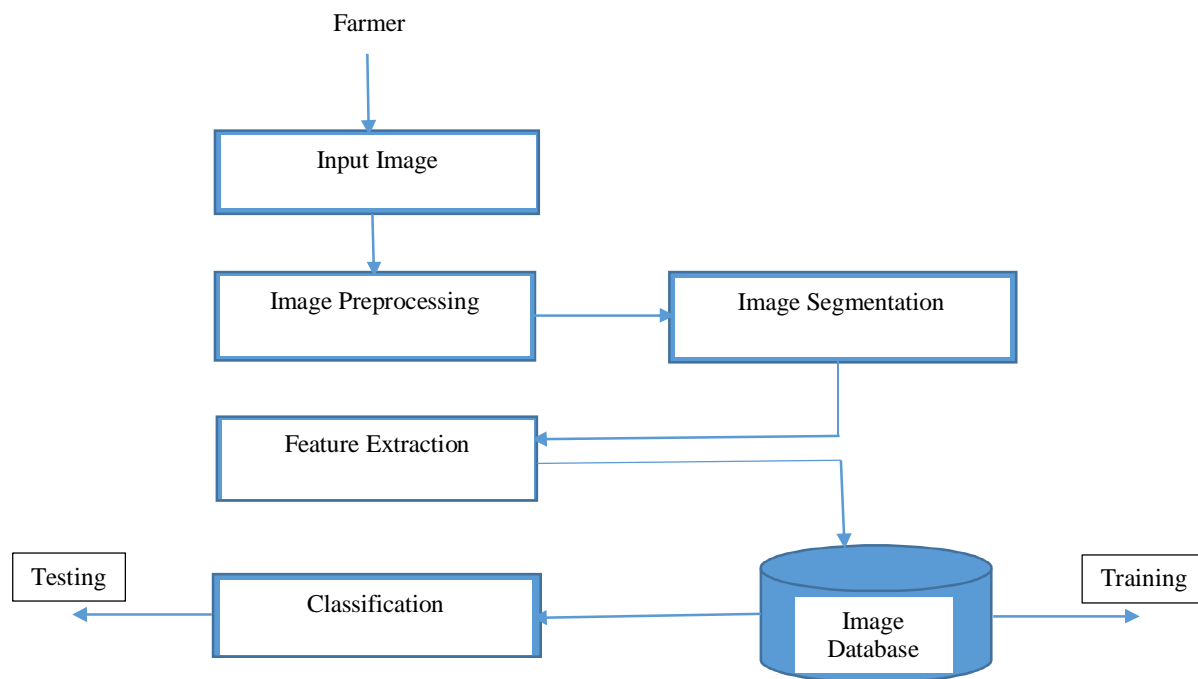 Farmer
Input Image
Image Preprocessing
Image Segmentation
Feature Extraction
Testing
Classification
Image
Database
Training